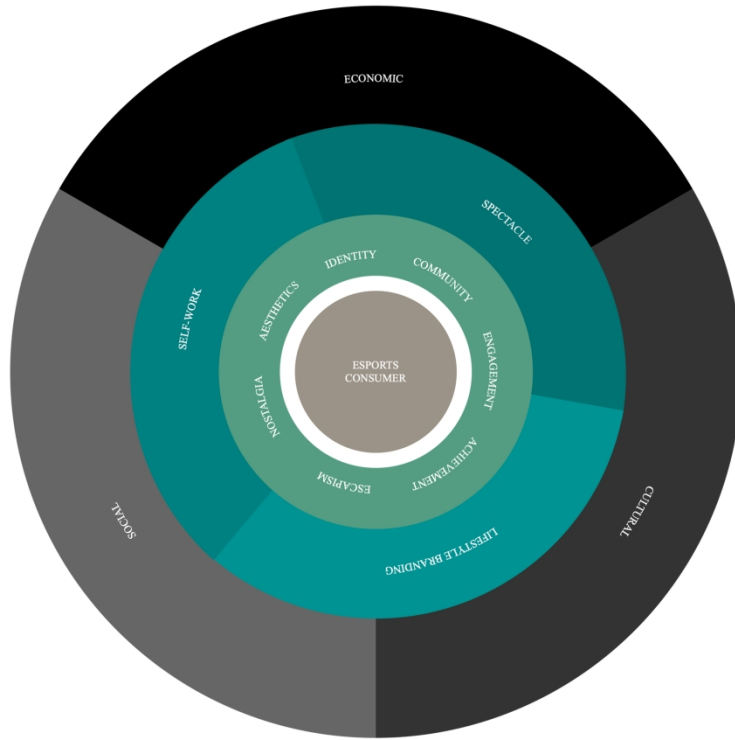 ECONOMIC
SPECTACLE
IDENTITY
COMMUNITY
AESTHETICS
SELF-WORK
ENGAGEMENT
ESPORTS
CONSUMER
NOSTALGIA
ACHIEVEMENT
ESCAPISM
SOCIAL
CULTURAL
LIFESTYLE BRANDING